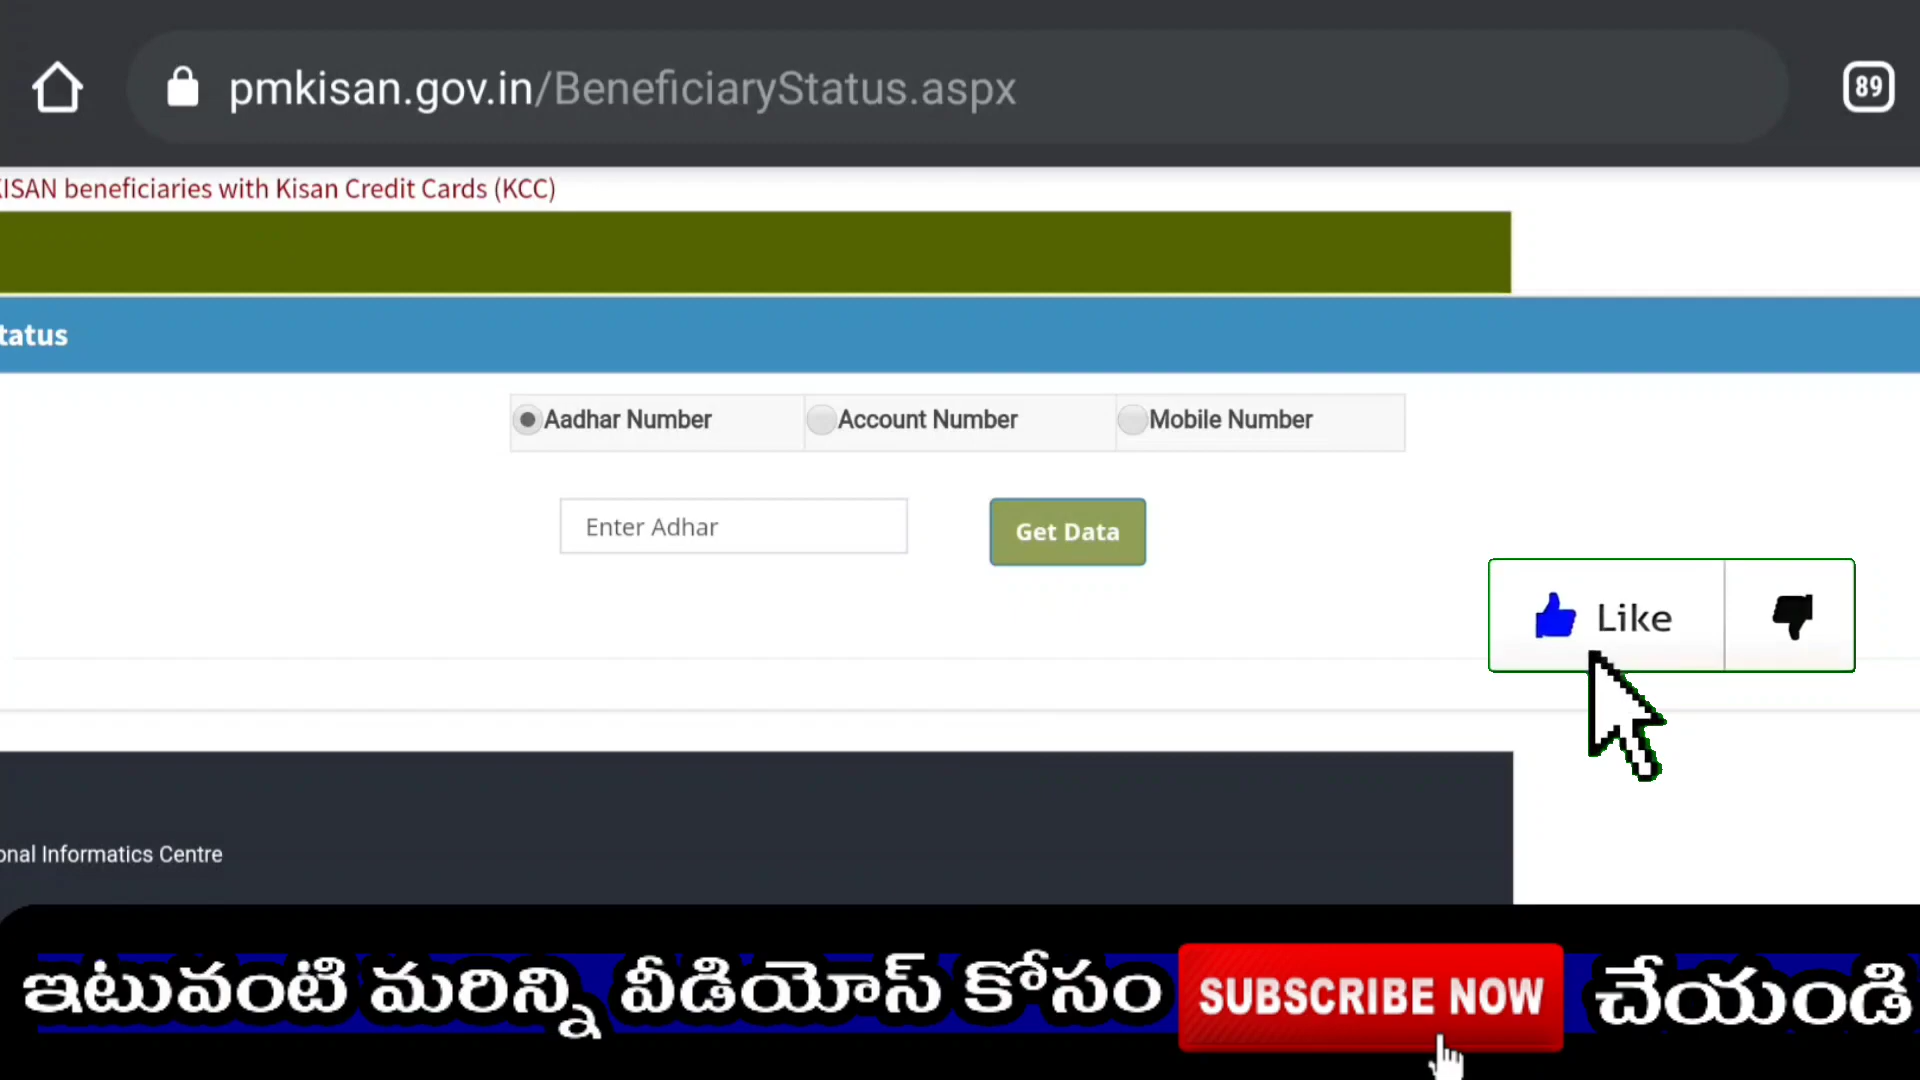 pmkisan.gov.in/BeneficiaryStatus.aspx
89
KISAN beneficiaries with Kisan Credit Cards (KCC)
tatus
Aadhar Number Account Number Mobile Number
Enter Adhar Get Data
Like
onal Informatics Centre
ఇటువంటి మరిన్ని వీడియోస్ కోసం SUBSCRIBE NOW చేయండి